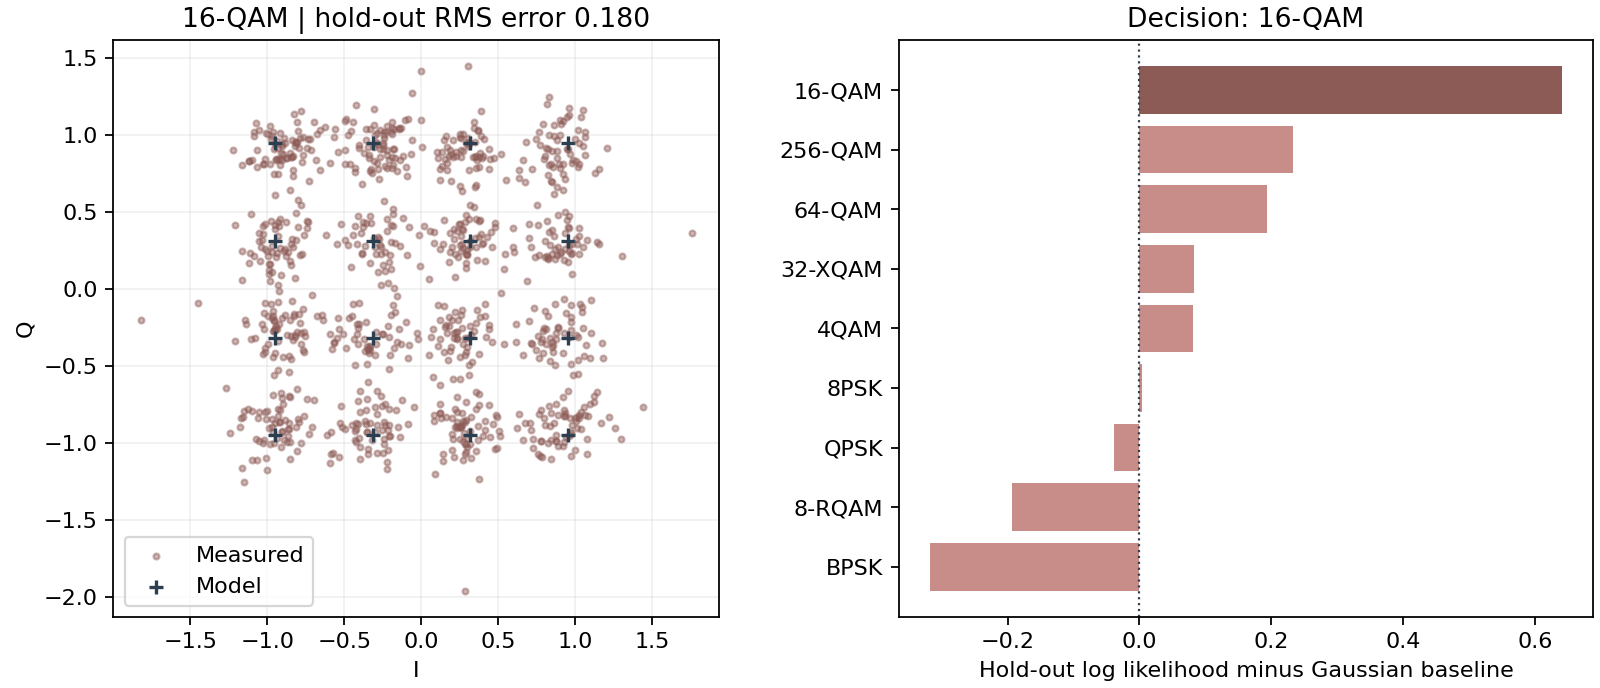 16-QAM | hold-out RMS error 0.180
1.5
1.0
0.5
0.0
−0.5
−1.0
−1.5
−2.0
Q
Measured
Model
−1.5
−1.0
−0.5
0.0
0.5
1.0
1.5
I
Decision: 16-QAM
16-QAM
256-QAM
64-QAM
32-XQAM
4QAM
8PSK
QPSK
8-RQAM
BPSK
−0.2
0.0
0.2
0.4
0.6
Hold-out log likelihood minus Gaussian baseline